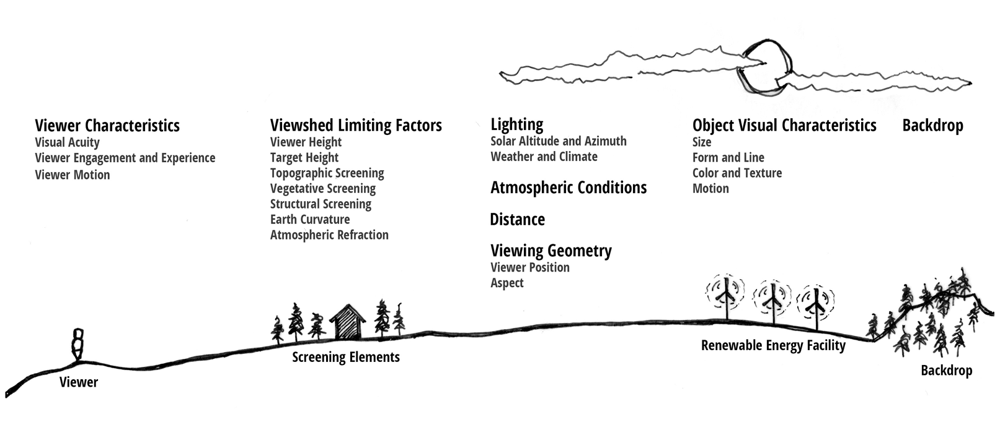 Viewer Characteristics
Visual Acuity
Viewer Engagement and Experience
Viewer Motion
Viewshed Limiting Factors
Viewer Height
Target Height
Topographic Screening
Vegetative Screening
Structural Screening
Earth Curvature
Atmospheric Refraction
Lighting
Solar Altitude and Azimuth
Weather and Climate
Atmospheric Conditions
Distance
Viewing Geometry
Viewer Position
Aspect
Object Visual Characteristics
Size
Form and Line
Color and Texture
Motion
Backdrop
Viewer
Screening Elements
Renewable Energy Facility
Backdrop